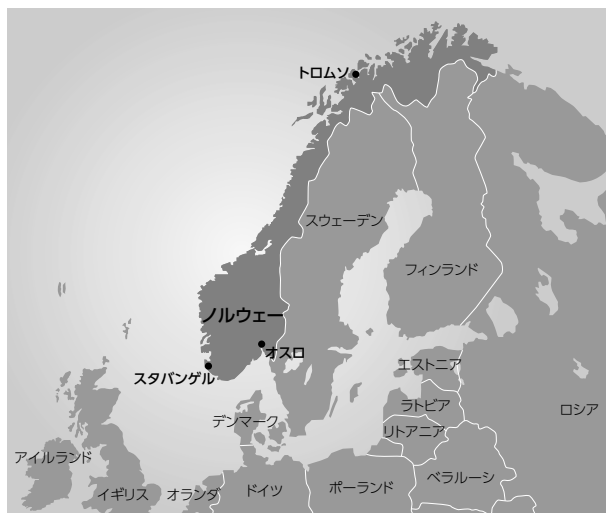 トロムソ
スウェーデン
フィンランド
ノルウェー
オスロ
エストニア
スタバンゲル
ラトビア
ロシア
デンマーク
リトアニア
アイルランド
ベラルーシ
イギリス
オランダ
ドイツ
ポーランド